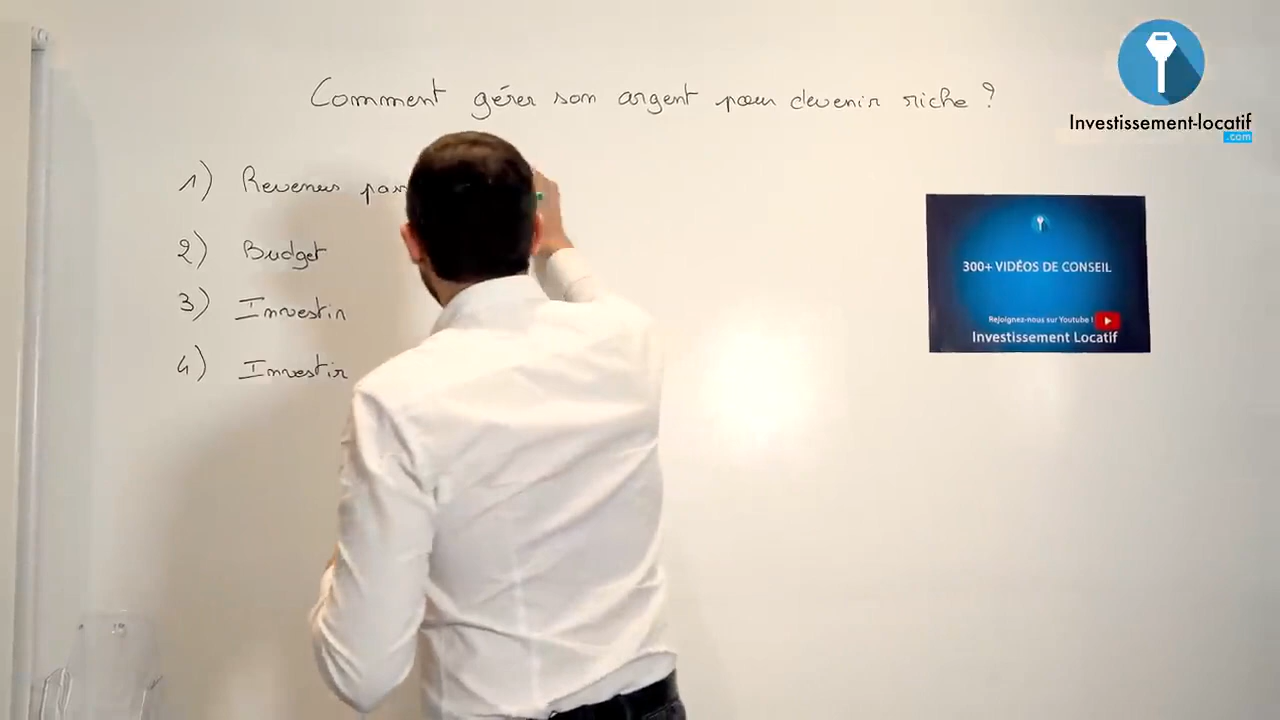 Comment gérer son argent pour devenir riche ?
Investissement-locatif
.com
1) Revenus pas
2) Budget
3) Investir
4) Investir
300+ VIDÉOS DE CONSEIL
Rejoignez-nous sur Youtube !
Investissement Locatif